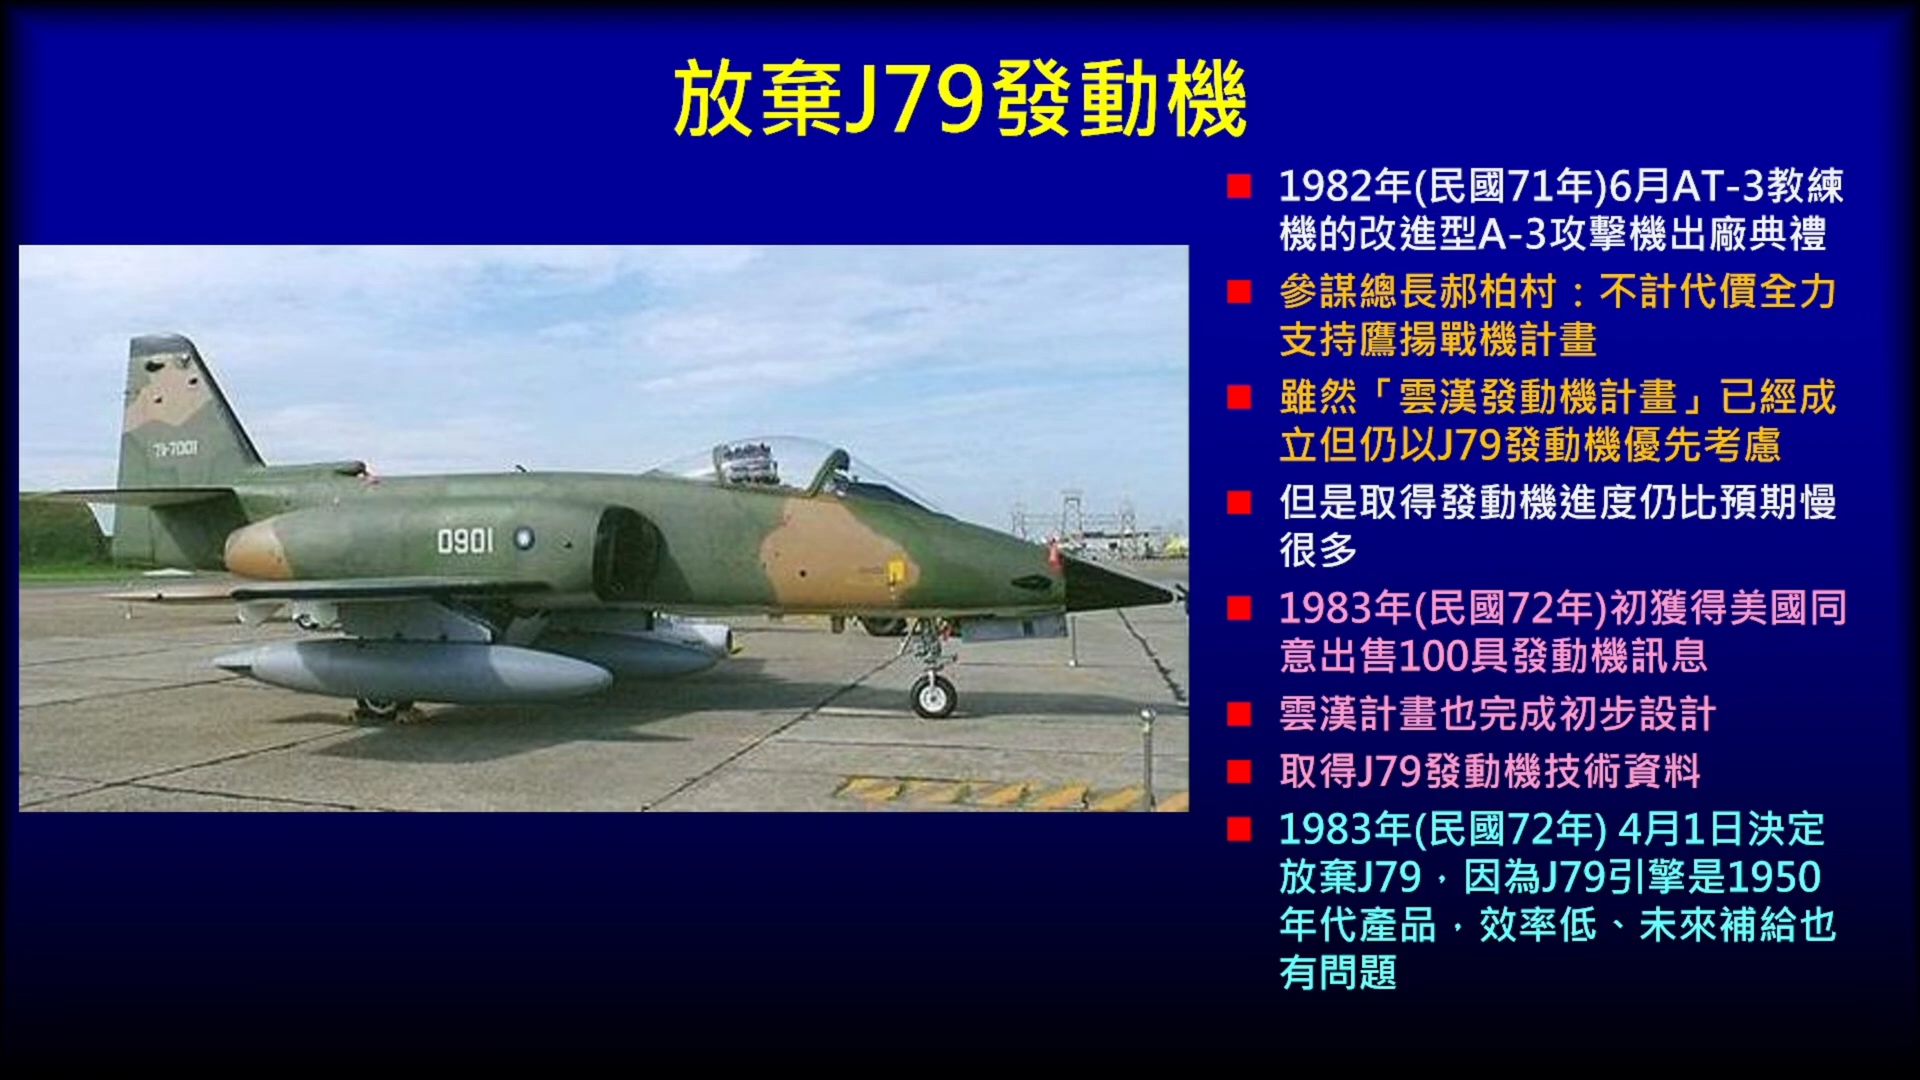 放棄J79發動機
1982年(民國71年)6月AT-3教練
機的改進型A-3攻擊機出廠典禮
參謀總長郝柏村：不計代價全力
支持鷹揚戰機計畫
雖然「雲漢發動機計畫」已經成
立但仍以J79發動機優先考慮
但是取得發動機進度仍比預期慢
很多
1983年(民國72年)初獲得美國同
意出售100具發動機訊息
雲漢計畫也完成初步設計
取得J79發動機技術資料
1983年(民國72年) 4月1日決定
放棄J79，因為J79引擎是1950
年代產品，效率低、未來補給也
有問題
71-7001
0901